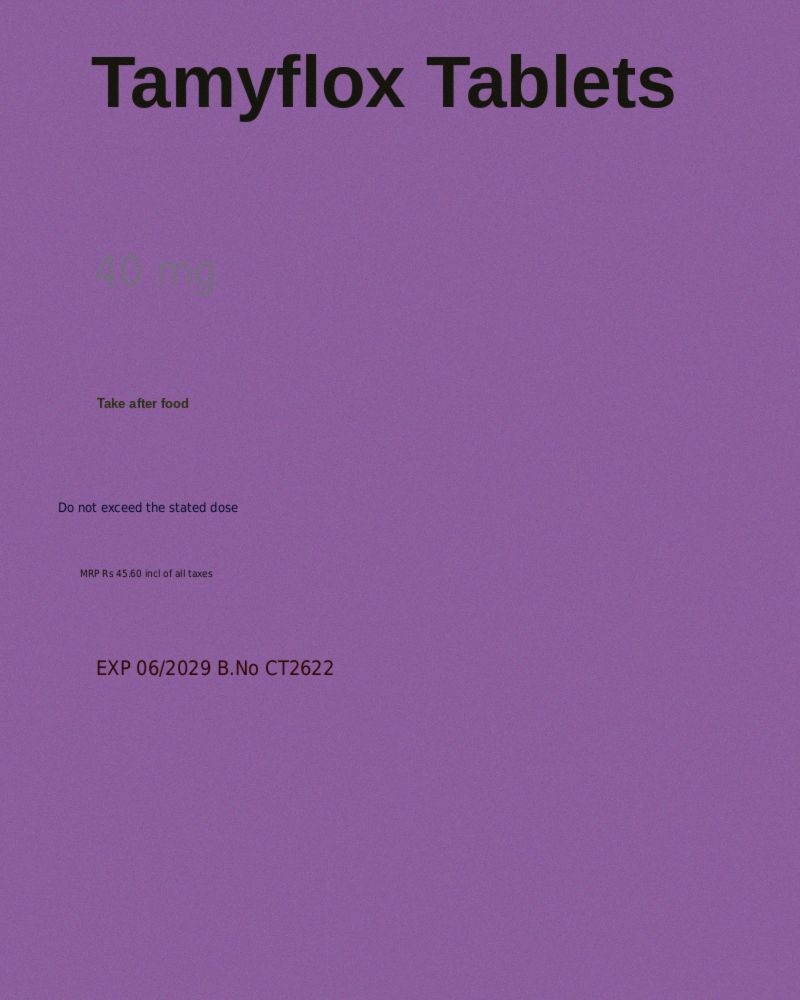 Tamyflox Tablets
40 mg
Take after food
Do not exceed the stated dose
MRP Rs 45.60 incl of all taxes
EXP 06/2029 B.No CT2622